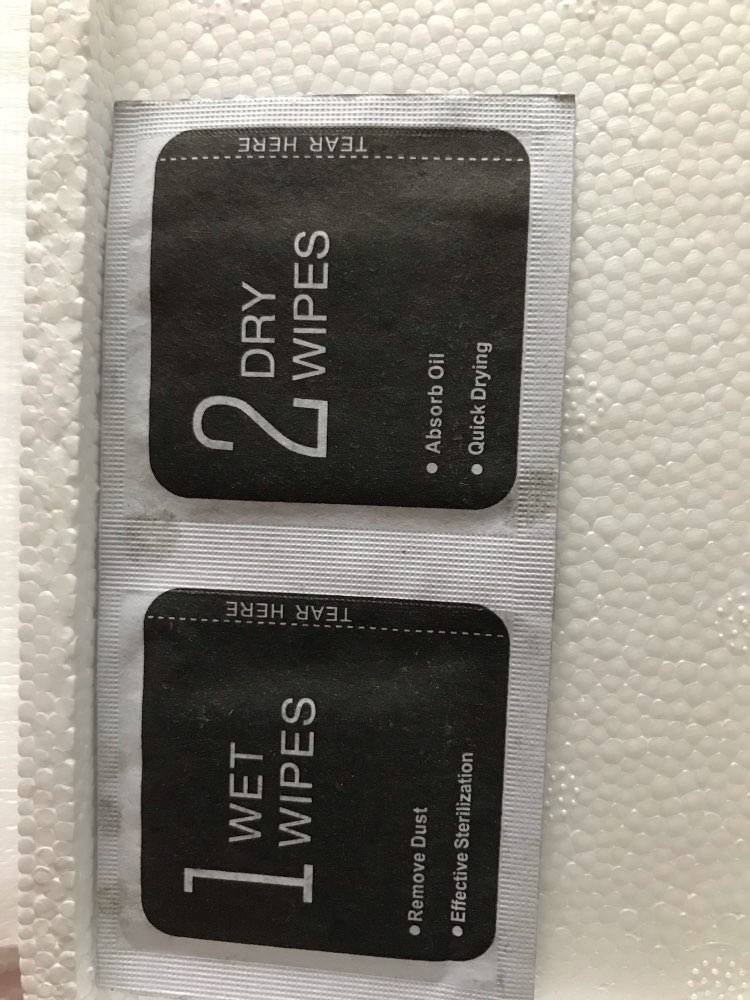 1 WET
WIPES
● Remove Dust
● Effective Sterilization
TEAR HERE
2 DRY
WIPES
● Absorb Oil
● Quick Drying
TEAR HERE